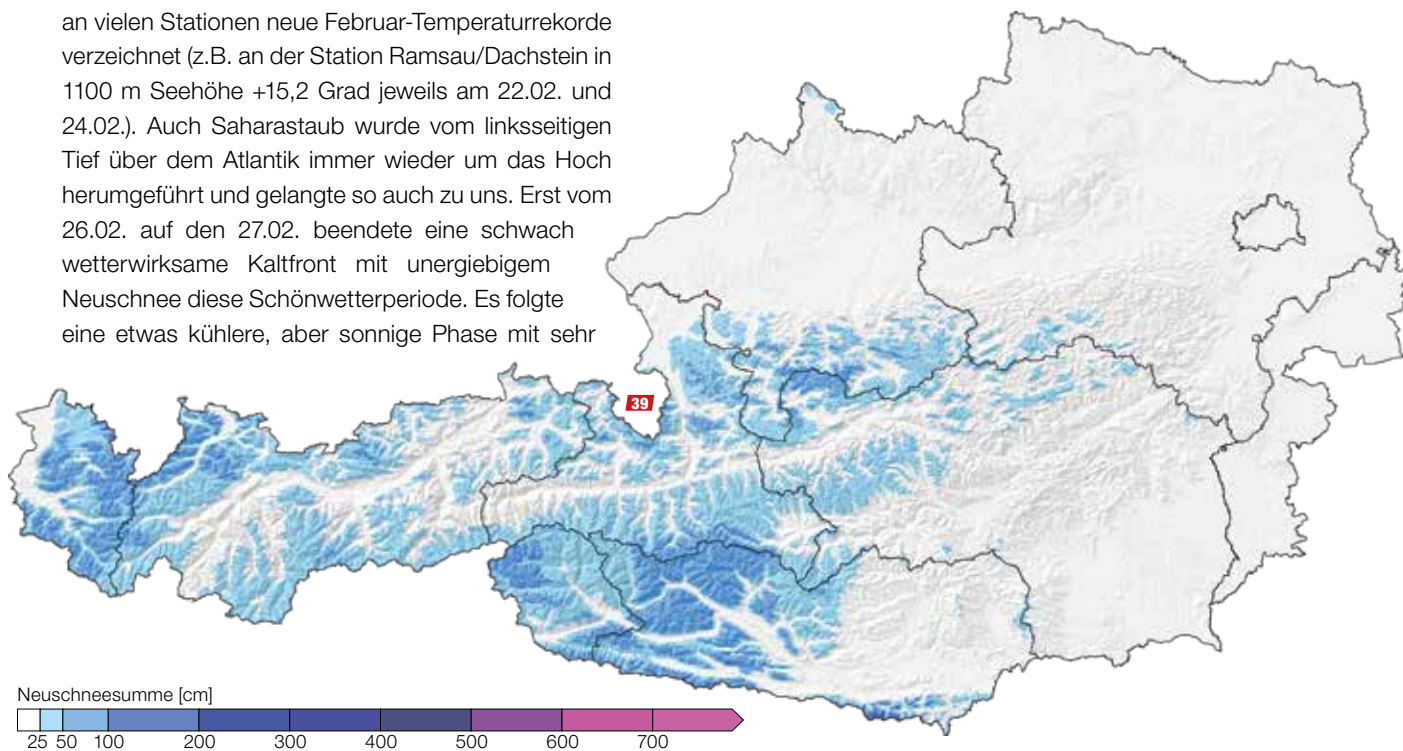 an vielen Stationen neue Februar-Temperaturrekorde
verzeichnet (z.B. an der Station Ramsau/Dachstein in
1100 m Seehöhe +15,2 Grad jeweils am 22.02. und
24.02.). Auch Saharastaub wurde vom linksseitigen
Tief über dem Atlantik immer wieder um das Hoch
herumgeführt und gelangte so auch zu uns. Erst vom
26.02. auf den 27.02. beendete eine schwach
wetterwirksame Kaltfront mit unergiebigem
Neuschnee diese Schönwetterperiode. Es folgte
eine etwas kühlere, aber sonnige Phase mit sehr
39
Neuschneesumme [cm]
25 50 100 200 300 400 500 600 700